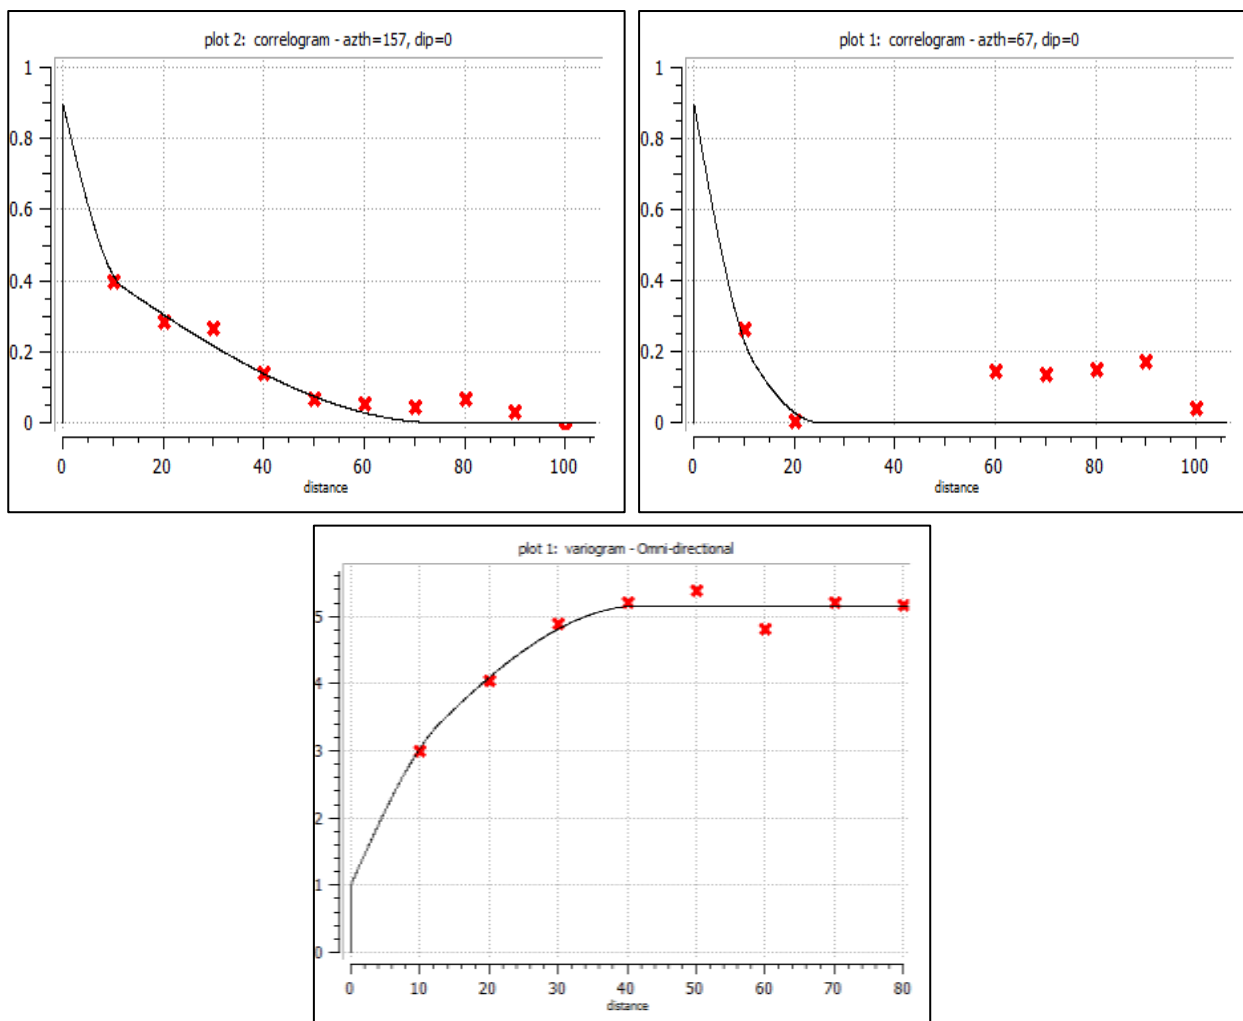 plot 2: correlogram - azth=157, dip=0
1
0.8
0.6
0.4
0.2
0
0 20 40 60 80 100
distance
plot 1: correlogram - azth=67, dip=0
1
0.8
0.6
0.4
0.2
0
0 20 40 60 80 100
distance
plot 1: variogram - Omni-directional
5
4
3
2
1
0
0 10 20 30 40 50 60 70 80
distance